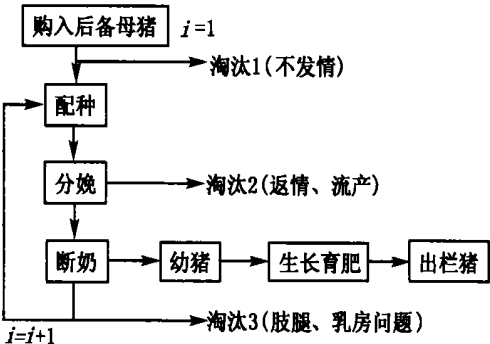 购入后备母猪 i=1
淘汰1(不发情)
配种
分娩
淘汰2(返情、流产)
断奶
幼猪
生长育肥
出栏猪
淘汰3(肢腿、乳房问题)
i=i+1